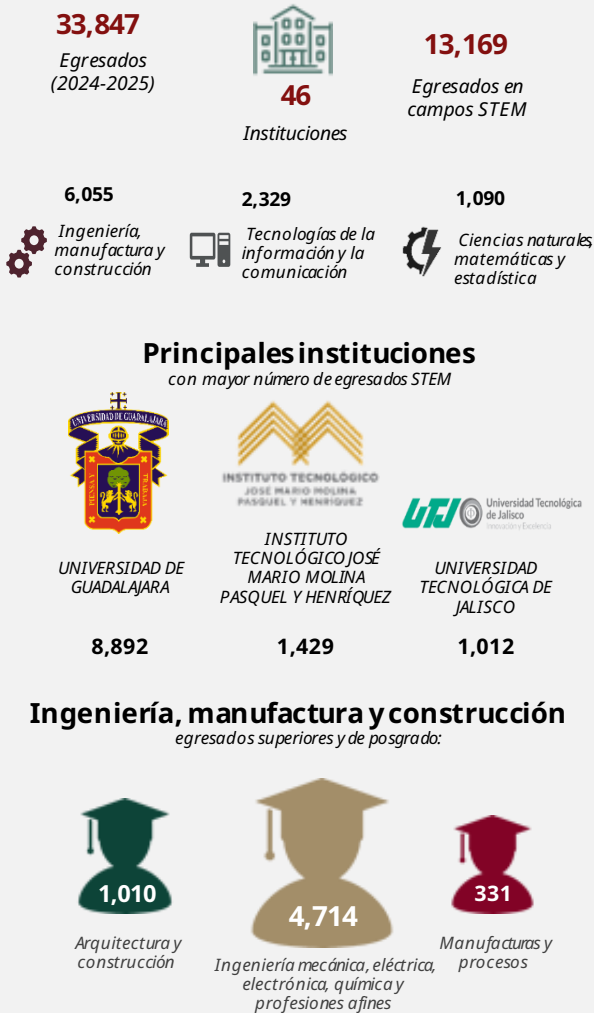 33,847
Egresados
(2024-2025)
46
Instituciones
13,169
Egresados en
campos STEM
6,055
Ingeniería,
manufactura y
construcción
2,329
Tecnologías de la
información y la
comunicación
1,090
Ciencias naturales,
matemáticas y
estadística
Principales instituciones
con mayor número de egresados STEM
UNIVERSIDAD DE GUADALAJARA
PIENSA Y
TRABAJA
INSTITUTO TECNOLÓGICO
JOSÉ MARIO MOLINA
PASQUEL Y HENRÍQUEZ
UTJ
Universidad Tecnológica
de Jalisco
Innovación y Excelencia
UNIVERSIDAD DE
GUADALAJARA
INSTITUTO
TECNOLÓGICO JOSÉ
MARIO MOLINA
PASQUEL Y HENRÍQUEZ
UNIVERSIDAD
TECNOLÓGICA DE
JALISCO
8,892
1,429
1,012
Ingeniería, manufactura y construcción
egresados superiores y de posgrado:
1,010
4,714
331
Arquitectura y
construcción
Ingeniería mecánica, eléctrica,
electrónica, química y
profesiones afines
Manufacturas y
procesos